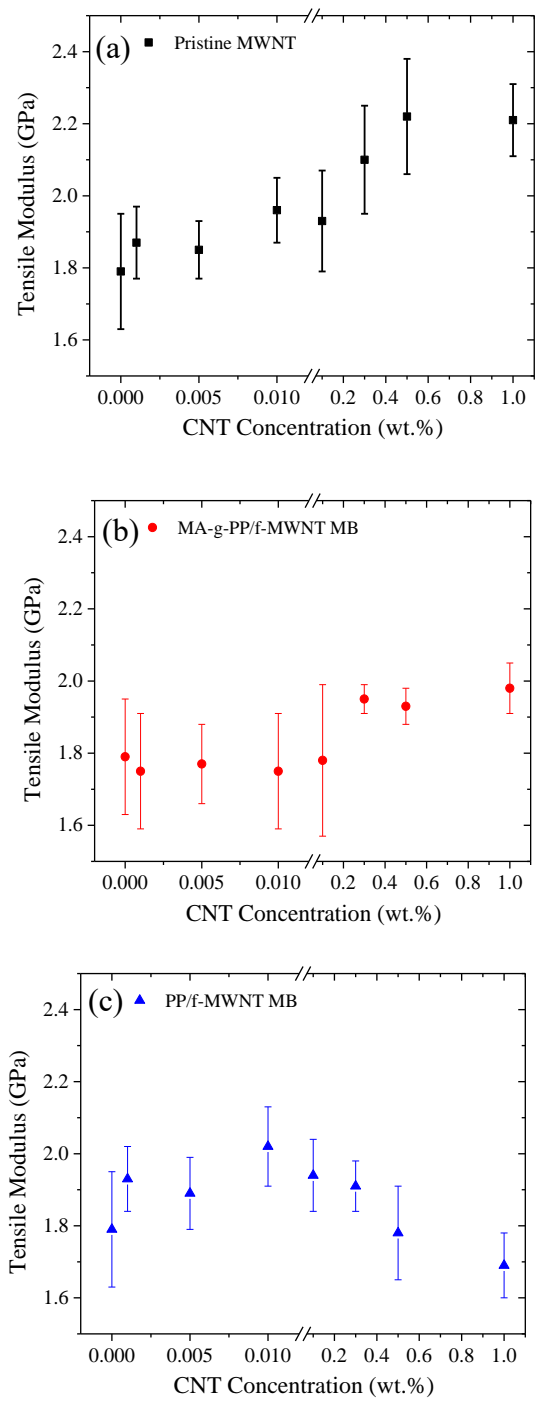 (a) Pristine MWNT
2.4
2.2
2.0
1.8
1.6
Tensile Modulus (GPa)
0.000 0.005 0.010 0.2 0.4 0.6 0.8 1.0
CNT Concentration (wt.%)
(b) MA-g-PP/f-MWNT MB
2.4
2.2
2.0
1.8
1.6
Tensile Modulus (GPa)
0.000 0.005 0.010 0.2 0.4 0.6 0.8 1.0
CNT Concentration (wt.%)
(c) PP/f-MWNT MB
2.4
2.2
2.0
1.8
1.6
Tensile Modulus (GPa)
0.000 0.005 0.010 0.2 0.4 0.6 0.8 1.0
CNT Concentration (wt.%)